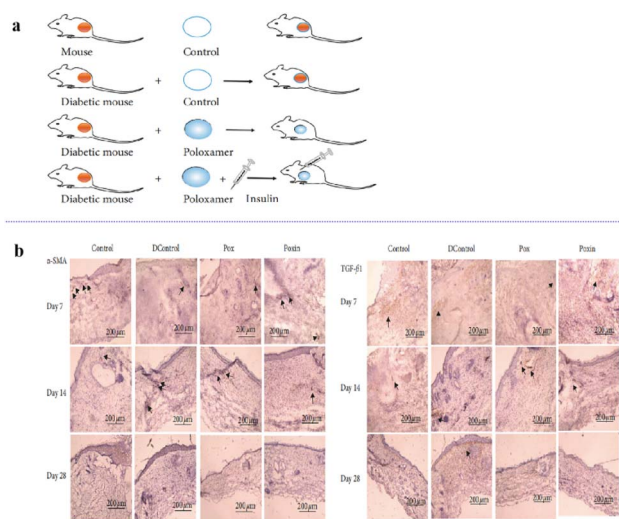 a
Mouse Control
+
Diabetic mouse Control
+
Diabetic mouse Poloxamer
+ +
Diabetic mouse Poloxamer Insulin
b
Control DControl Pox Poxin
α-SMA
Day 7
200 μm 200 μm 200 μm 200 μm
Day 14
200 μm 200 μm 200 μm 200 μm
Day 28
200 μm 200 μm 200 μm 200 μm
Control DControl Pox Poxin
TGF-β1
Day 7
200 μm 200 μm 200 μm 200 μm
Day 14
200 μm 200 μm 200 μm 200 μm
Day 28
200 μm 200 μm 200 μm 200 μm